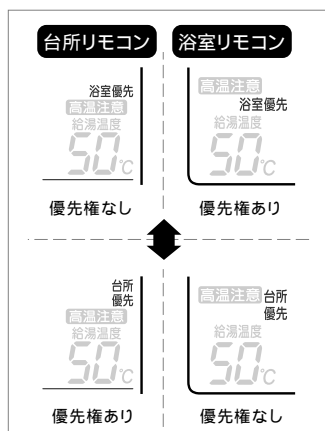 台所リモコン
浴室リモコン
浴室優先
高温注意
給湯温度
50℃
優先権なし
高温注意
浴室優先
給湯温度
50℃
優先権あり
台所
優先
高温注意
給湯温度
50℃
優先権あり
高温注意
台所
優先
給湯温度
50℃
優先権なし